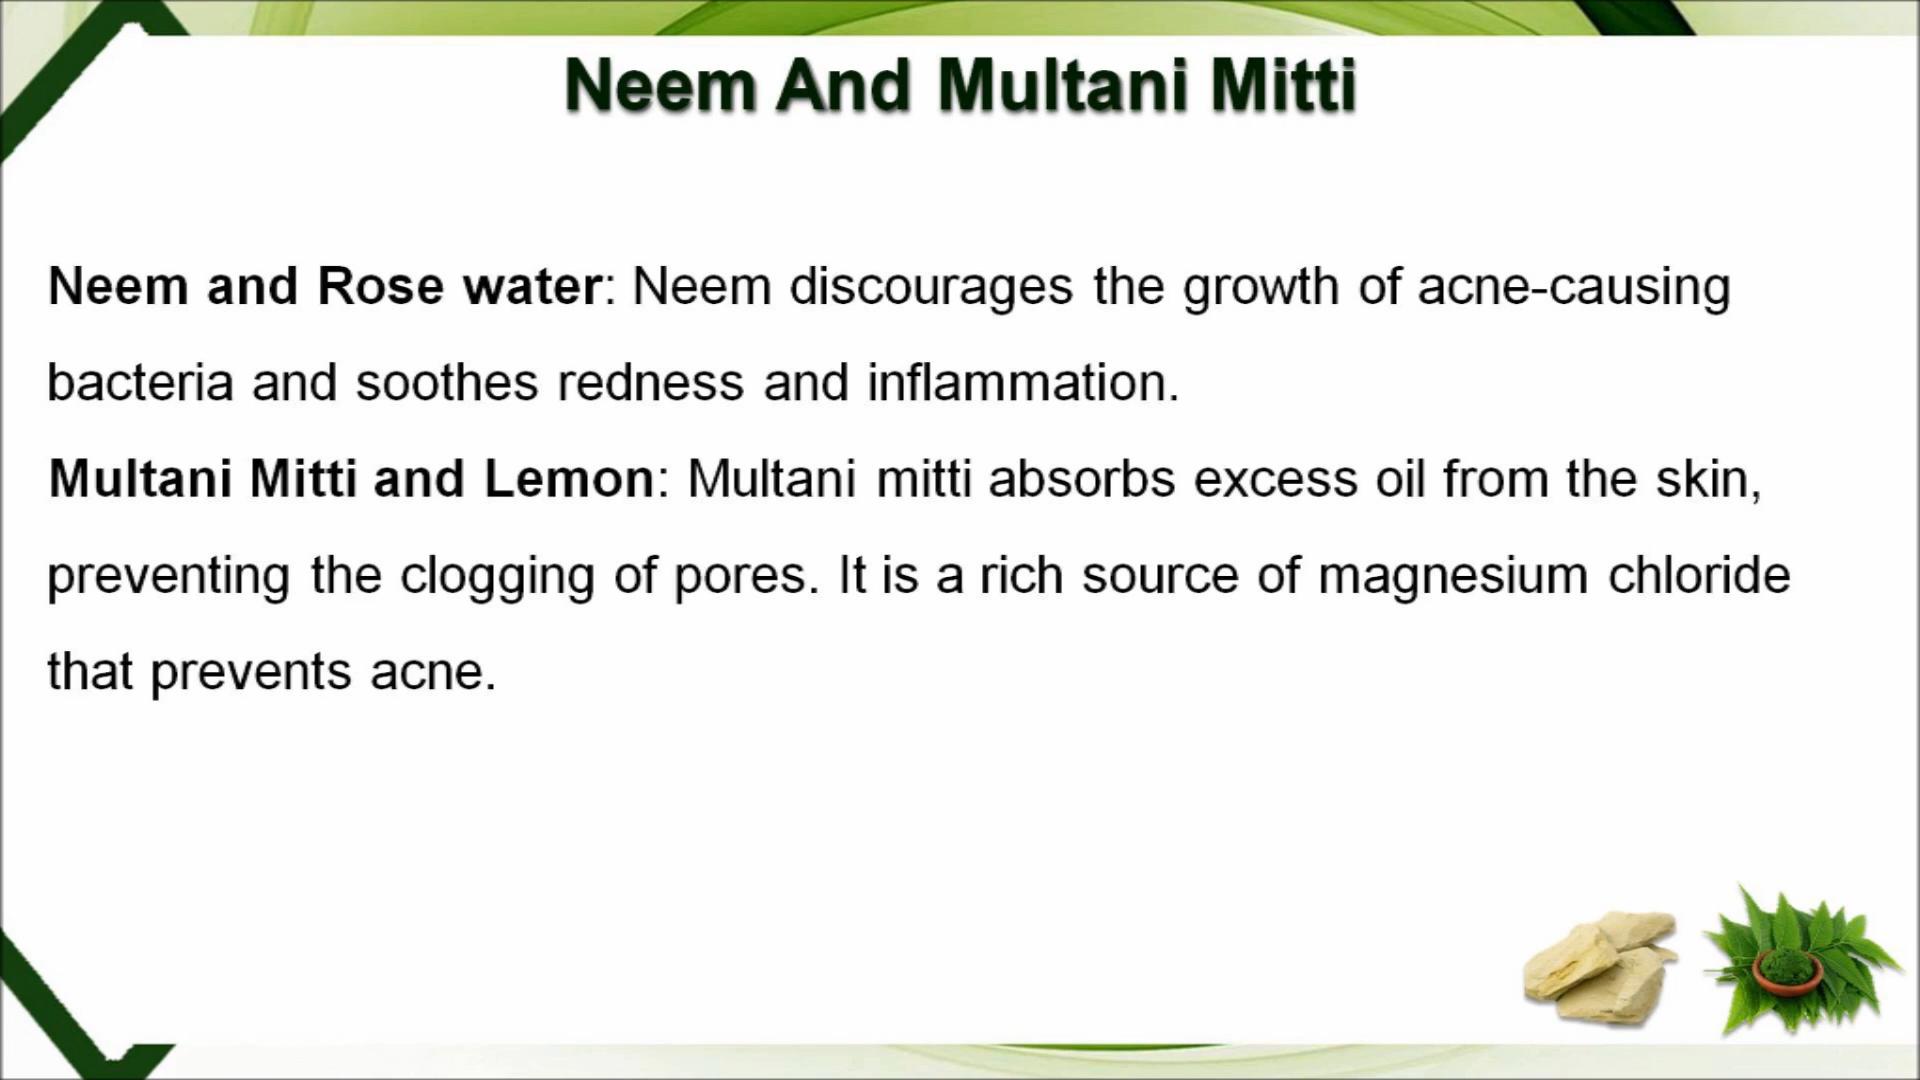 Neem And Multani Mitti
Neem and Rose water: Neem discourages the growth of acne-causing
bacteria and soothes redness and inflammation.
Multani Mitti and Lemon: Multani mitti absorbs excess oil from the skin,
preventing the clogging of pores. It is a rich source of magnesium chloride
that prevents acne.